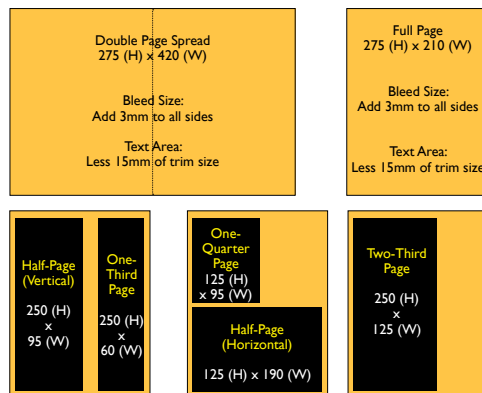 Double Page Spread
275 (H) x 420 (W)
Bleed Size:
Add 3mm to all sides
Text Area:
Less 15mm of trim size
Full Page
275 (H) x 210 (W)
Bleed Size:
Add 3mm to all sides
Text Area:
Less 15mm of trim size
Half-Page
(Vertical)
250 (H)
x
95 (W)
One-
Third
Page
250 (H)
x
60 (W)
One-
Quarter
Page
125 (H)
x 95 (W)
Half-Page
(Horizontal)
125 (H) x 190 (W)
Two-Third
Page
250 (H)
x
125 (W)